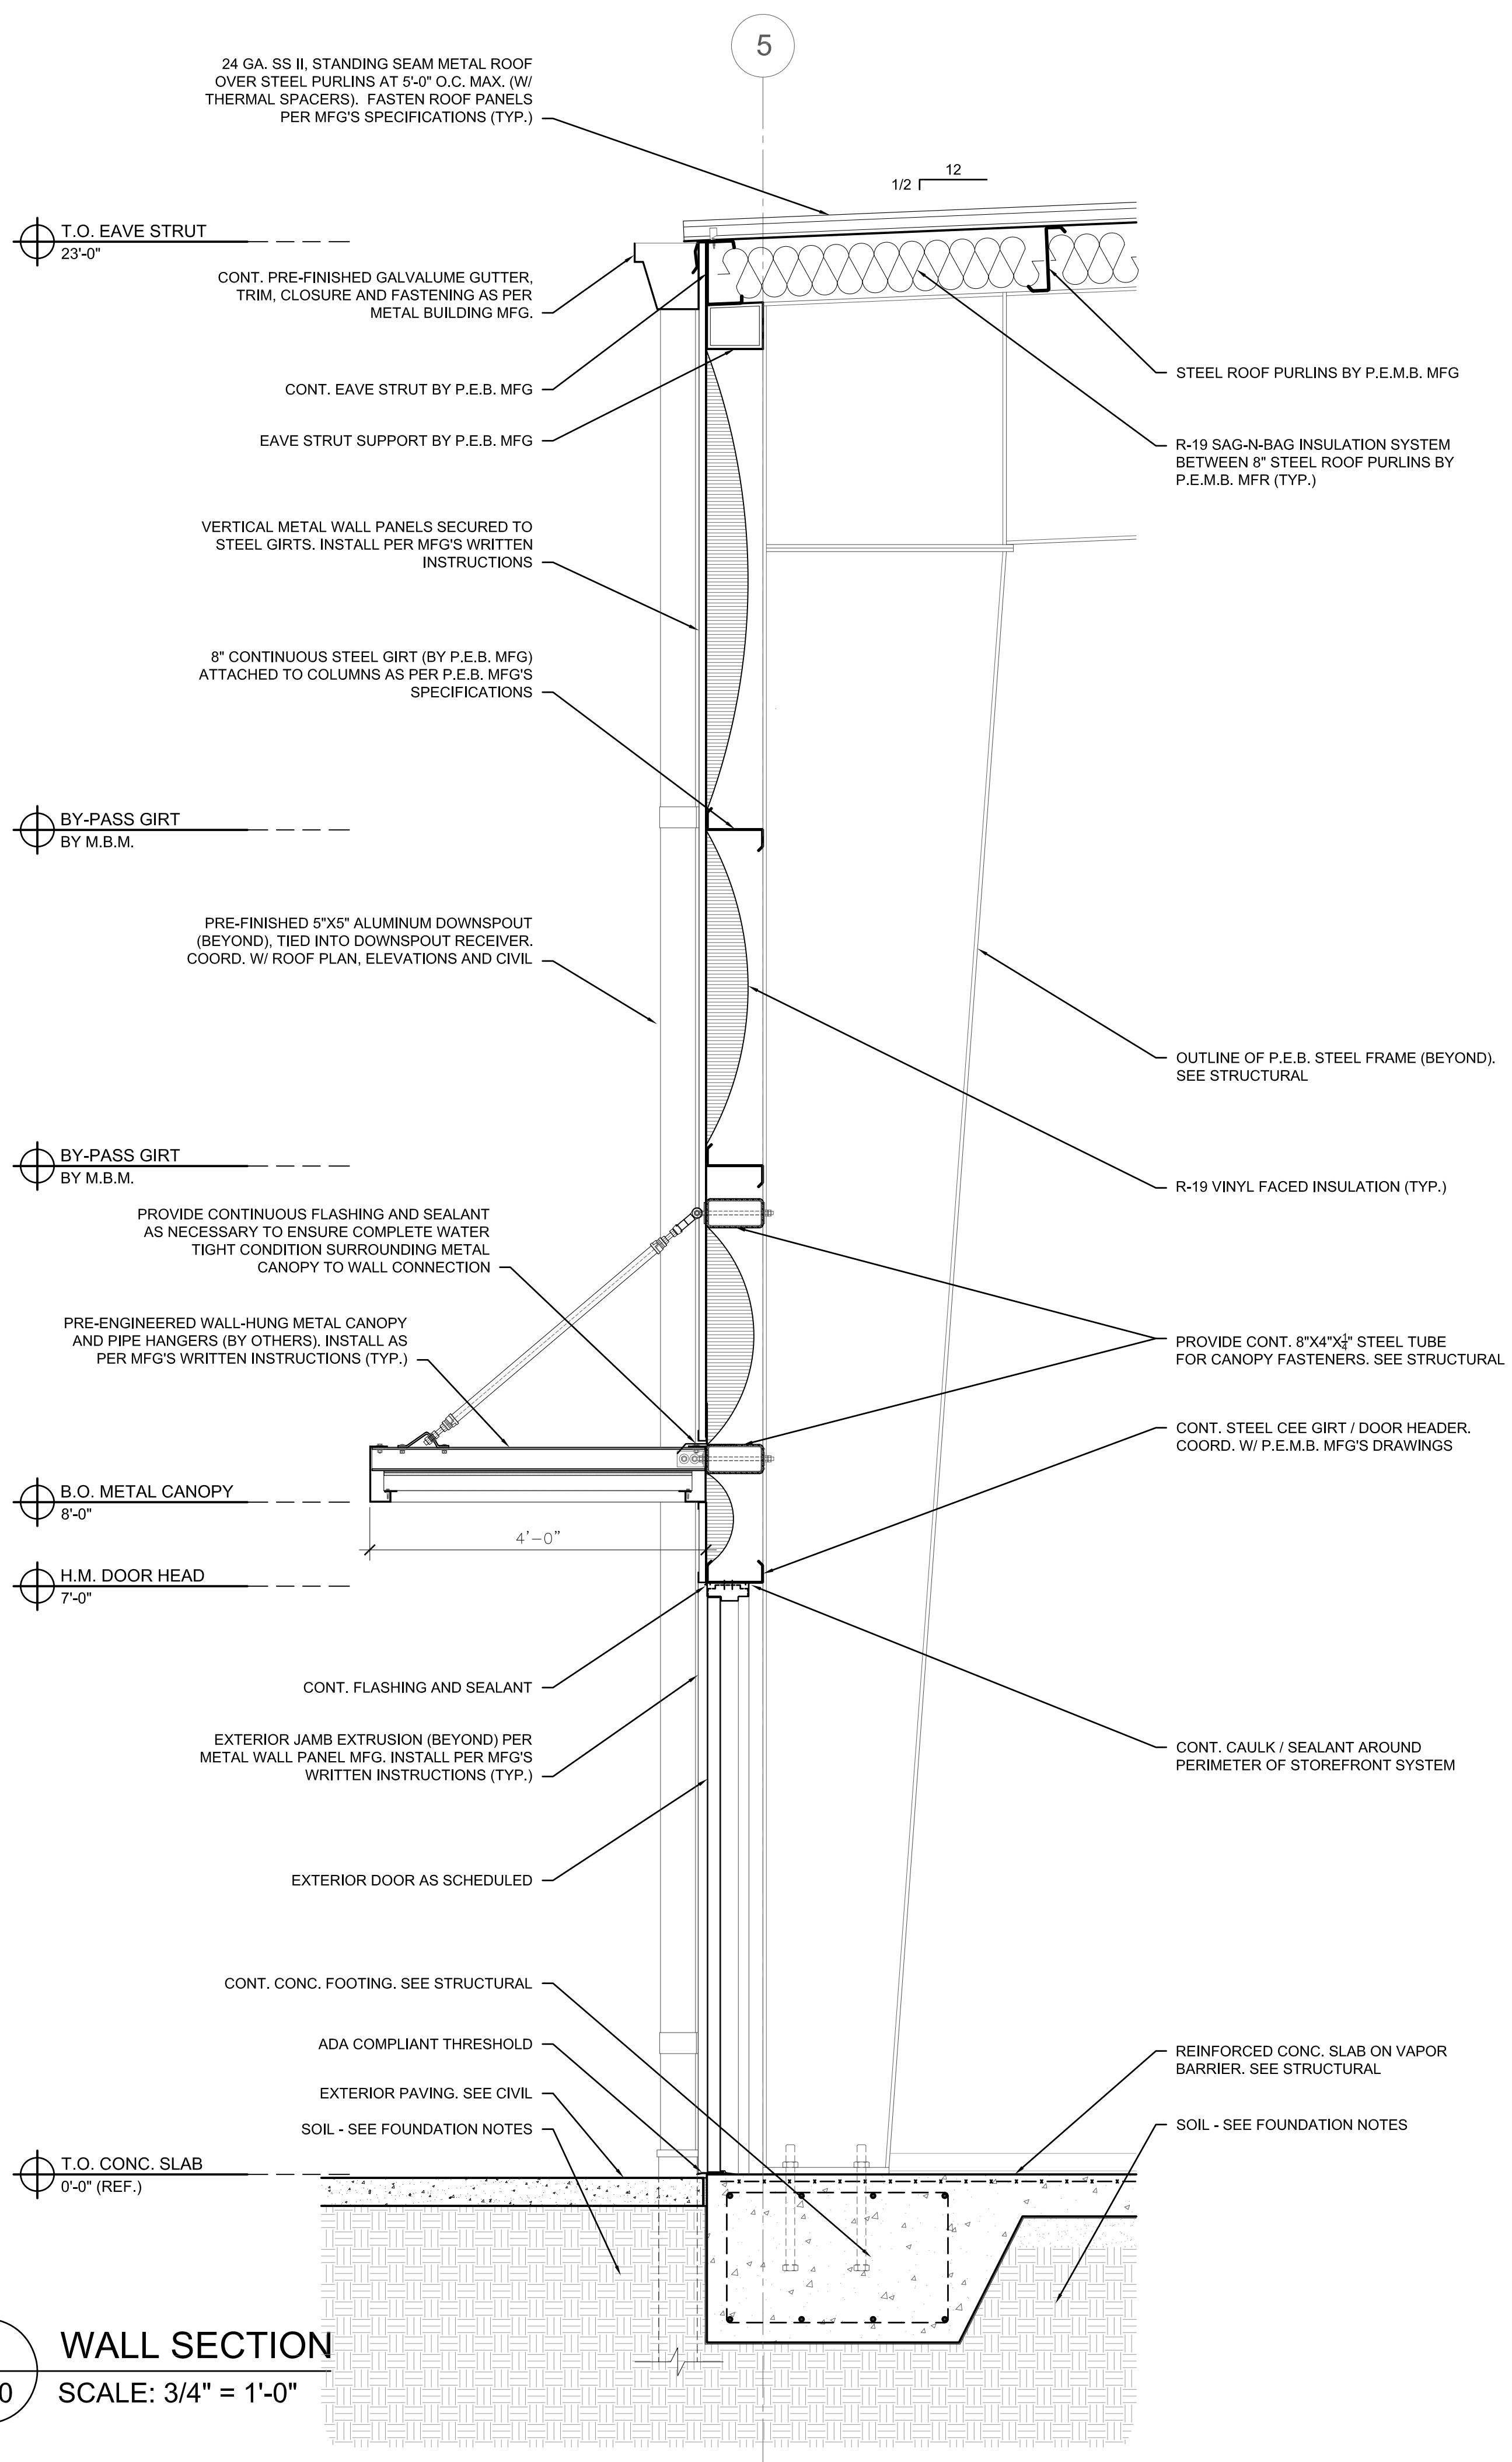 5
24 GA. SS II, STANDING SEAM METAL ROOF
OVER STEEL PURLINS AT 5'-0" O.C. MAX. (W/
THERMAL SPACERS). FASTEN ROOF PANELS
PER MFG'S SPECIFICATIONS (TYP.)
12
1/2
T.O. EAVE STRUT
23'-0"
CONT. PRE-FINISHED GALVALUME GUTTER,
TRIM, CLOSURE AND FASTENING AS PER
METAL BUILDING MFG.
CONT. EAVE STRUT BY P.E.B. MFG
EAVE STRUT SUPPORT BY P.E.B. MFG
STEEL ROOF PURLINS BY P.E.M.B. MFG
R-19 SAG-N-BAG INSULATION SYSTEM
BETWEEN 8" STEEL ROOF PURLINS BY
P.E.M.B. MFR (TYP.)
VERTICAL METAL WALL PANELS SECURED TO
STEEL GIRTS. INSTALL PER MFG'S WRITTEN
INSTRUCTIONS
8" CONTINUOUS STEEL GIRT (BY P.E.B. MFG)
ATTACHED TO COLUMNS AS PER P.E.B. MFG'S
SPECIFICATIONS
BY-PASS GIRT
BY M.B.M.
PRE-FINISHED 5"X5" ALUMINUM DOWNSPOUT
(BEYOND), TIED INTO DOWNSPOUT RECEIVER.
COORD. W/ ROOF PLAN, ELEVATIONS AND CIVIL
OUTLINE OF P.E.B. STEEL FRAME (BEYOND).
SEE STRUCTURAL
BY-PASS GIRT
BY M.B.M.
R-19 VINYL FACED INSULATION (TYP.)
PROVIDE CONTINUOUS FLASHING AND SEALANT
AS NECESSARY TO ENSURE COMPLETE WATER
TIGHT CONDITION SURROUNDING METAL
CANOPY TO WALL CONNECTION
PRE-ENGINEERED WALL-HUNG METAL CANOPY
AND PIPE HANGERS (BY OTHERS). INSTALL AS
PER MFG'S WRITTEN INSTRUCTIONS (TYP.)
PROVIDE CONT. 8"X4"X1/4" STEEL TUBE
FOR CANOPY FASTENERS. SEE STRUCTURAL
CONT. STEEL CEE GIRT / DOOR HEADER.
COORD. W/ P.E.M.B. MFG'S DRAWINGS
B.O. METAL CANOPY
8'-0"
4'-0"
H.M. DOOR HEAD
7'-0"
CONT. FLASHING AND SEALANT
EXTERIOR JAMB EXTRUSION (BEYOND) PER
METAL WALL PANEL MFG. INSTALL PER MFG'S
WRITTEN INSTRUCTIONS (TYP.)
CONT. CAULK / SEALANT AROUND
PERIMETER OF STOREFRONT SYSTEM
EXTERIOR DOOR AS SCHEDULED
CONT. CONC. FOOTING. SEE STRUCTURAL
ADA COMPLIANT THRESHOLD
EXTERIOR PAVING. SEE CIVIL
SOIL - SEE FOUNDATION NOTES
REINFORCED CONC. SLAB ON VAPOR
BARRIER. SEE STRUCTURAL
SOIL - SEE FOUNDATION NOTES
T.O. CONC. SLAB
0'-0" (REF.)
WALL SECTION
0
SCALE: 3/4" = 1'-0"